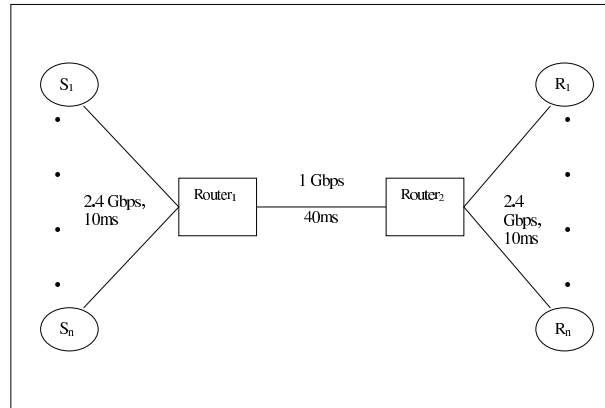 S1
R1
Router1
1 Gbps
Router2
2.4 Gbps,
10ms
40ms
2.4
Gbps,
10ms
Sn
Rn